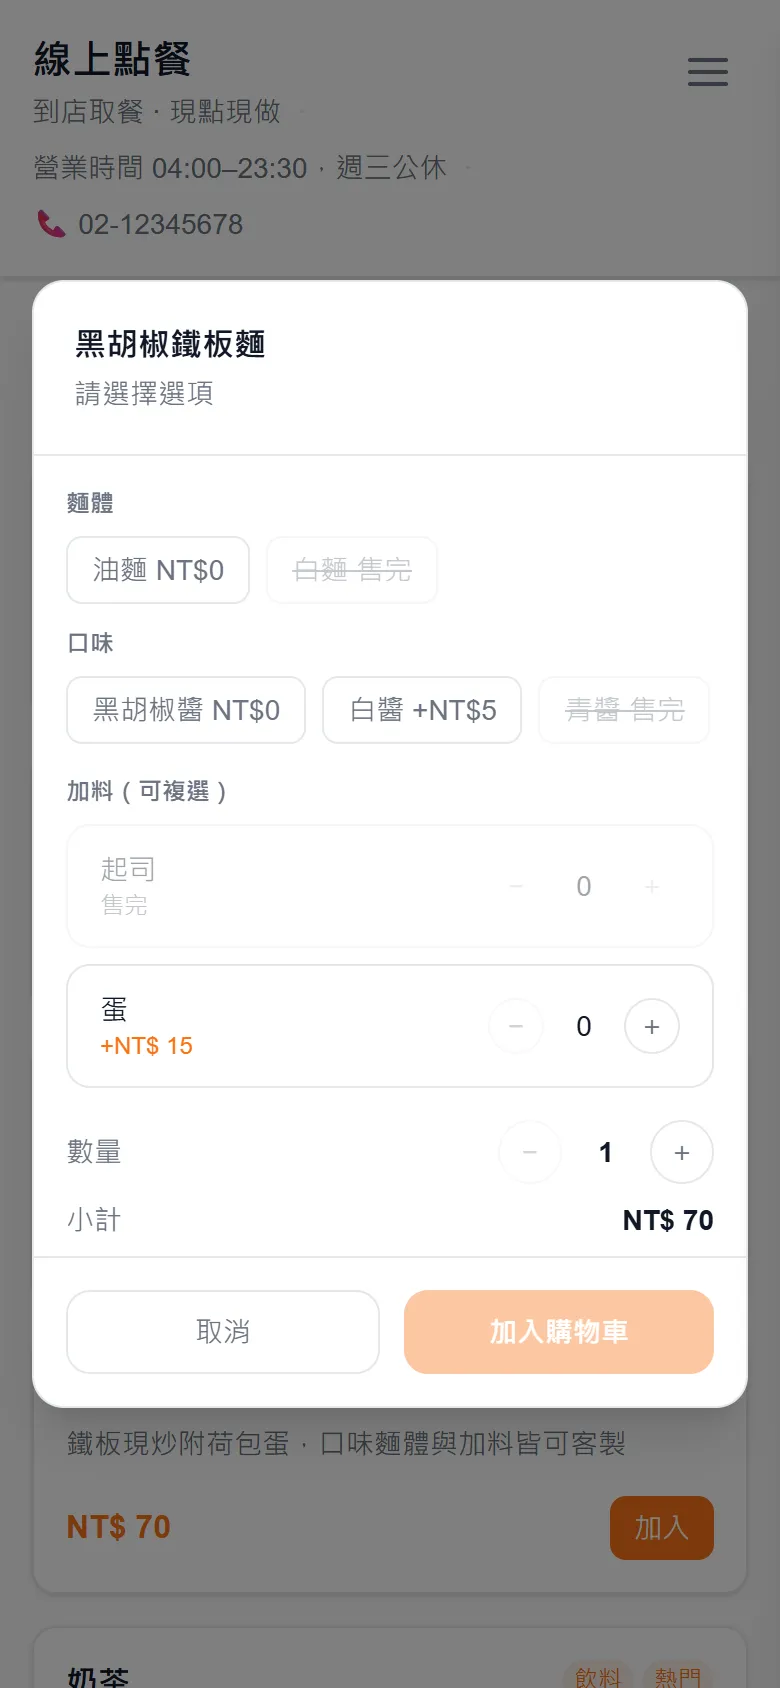 線上點餐
到店取餐 · 現點現做 ·
營業時間 04:00–23:30 · 週三公休 ·
📞 02-12345678
黑胡椒鐵板麵
請選擇選項
麵體
油麵 NT$0
白麵 售完
口味
黑胡椒醬 NT$0
白醬 +NT$5
青醬 售完
加料 ( 可複選 )
起司
售完
− 0 +
蛋
+NT$ 15
− 0 +
數量
− 1 +
小計
NT$ 70
取消
加入購物車
鐵板現炒附荷包蛋，口味麵體與加料皆可客製
NT$ 70
加入
奶茶
飲料
熱門